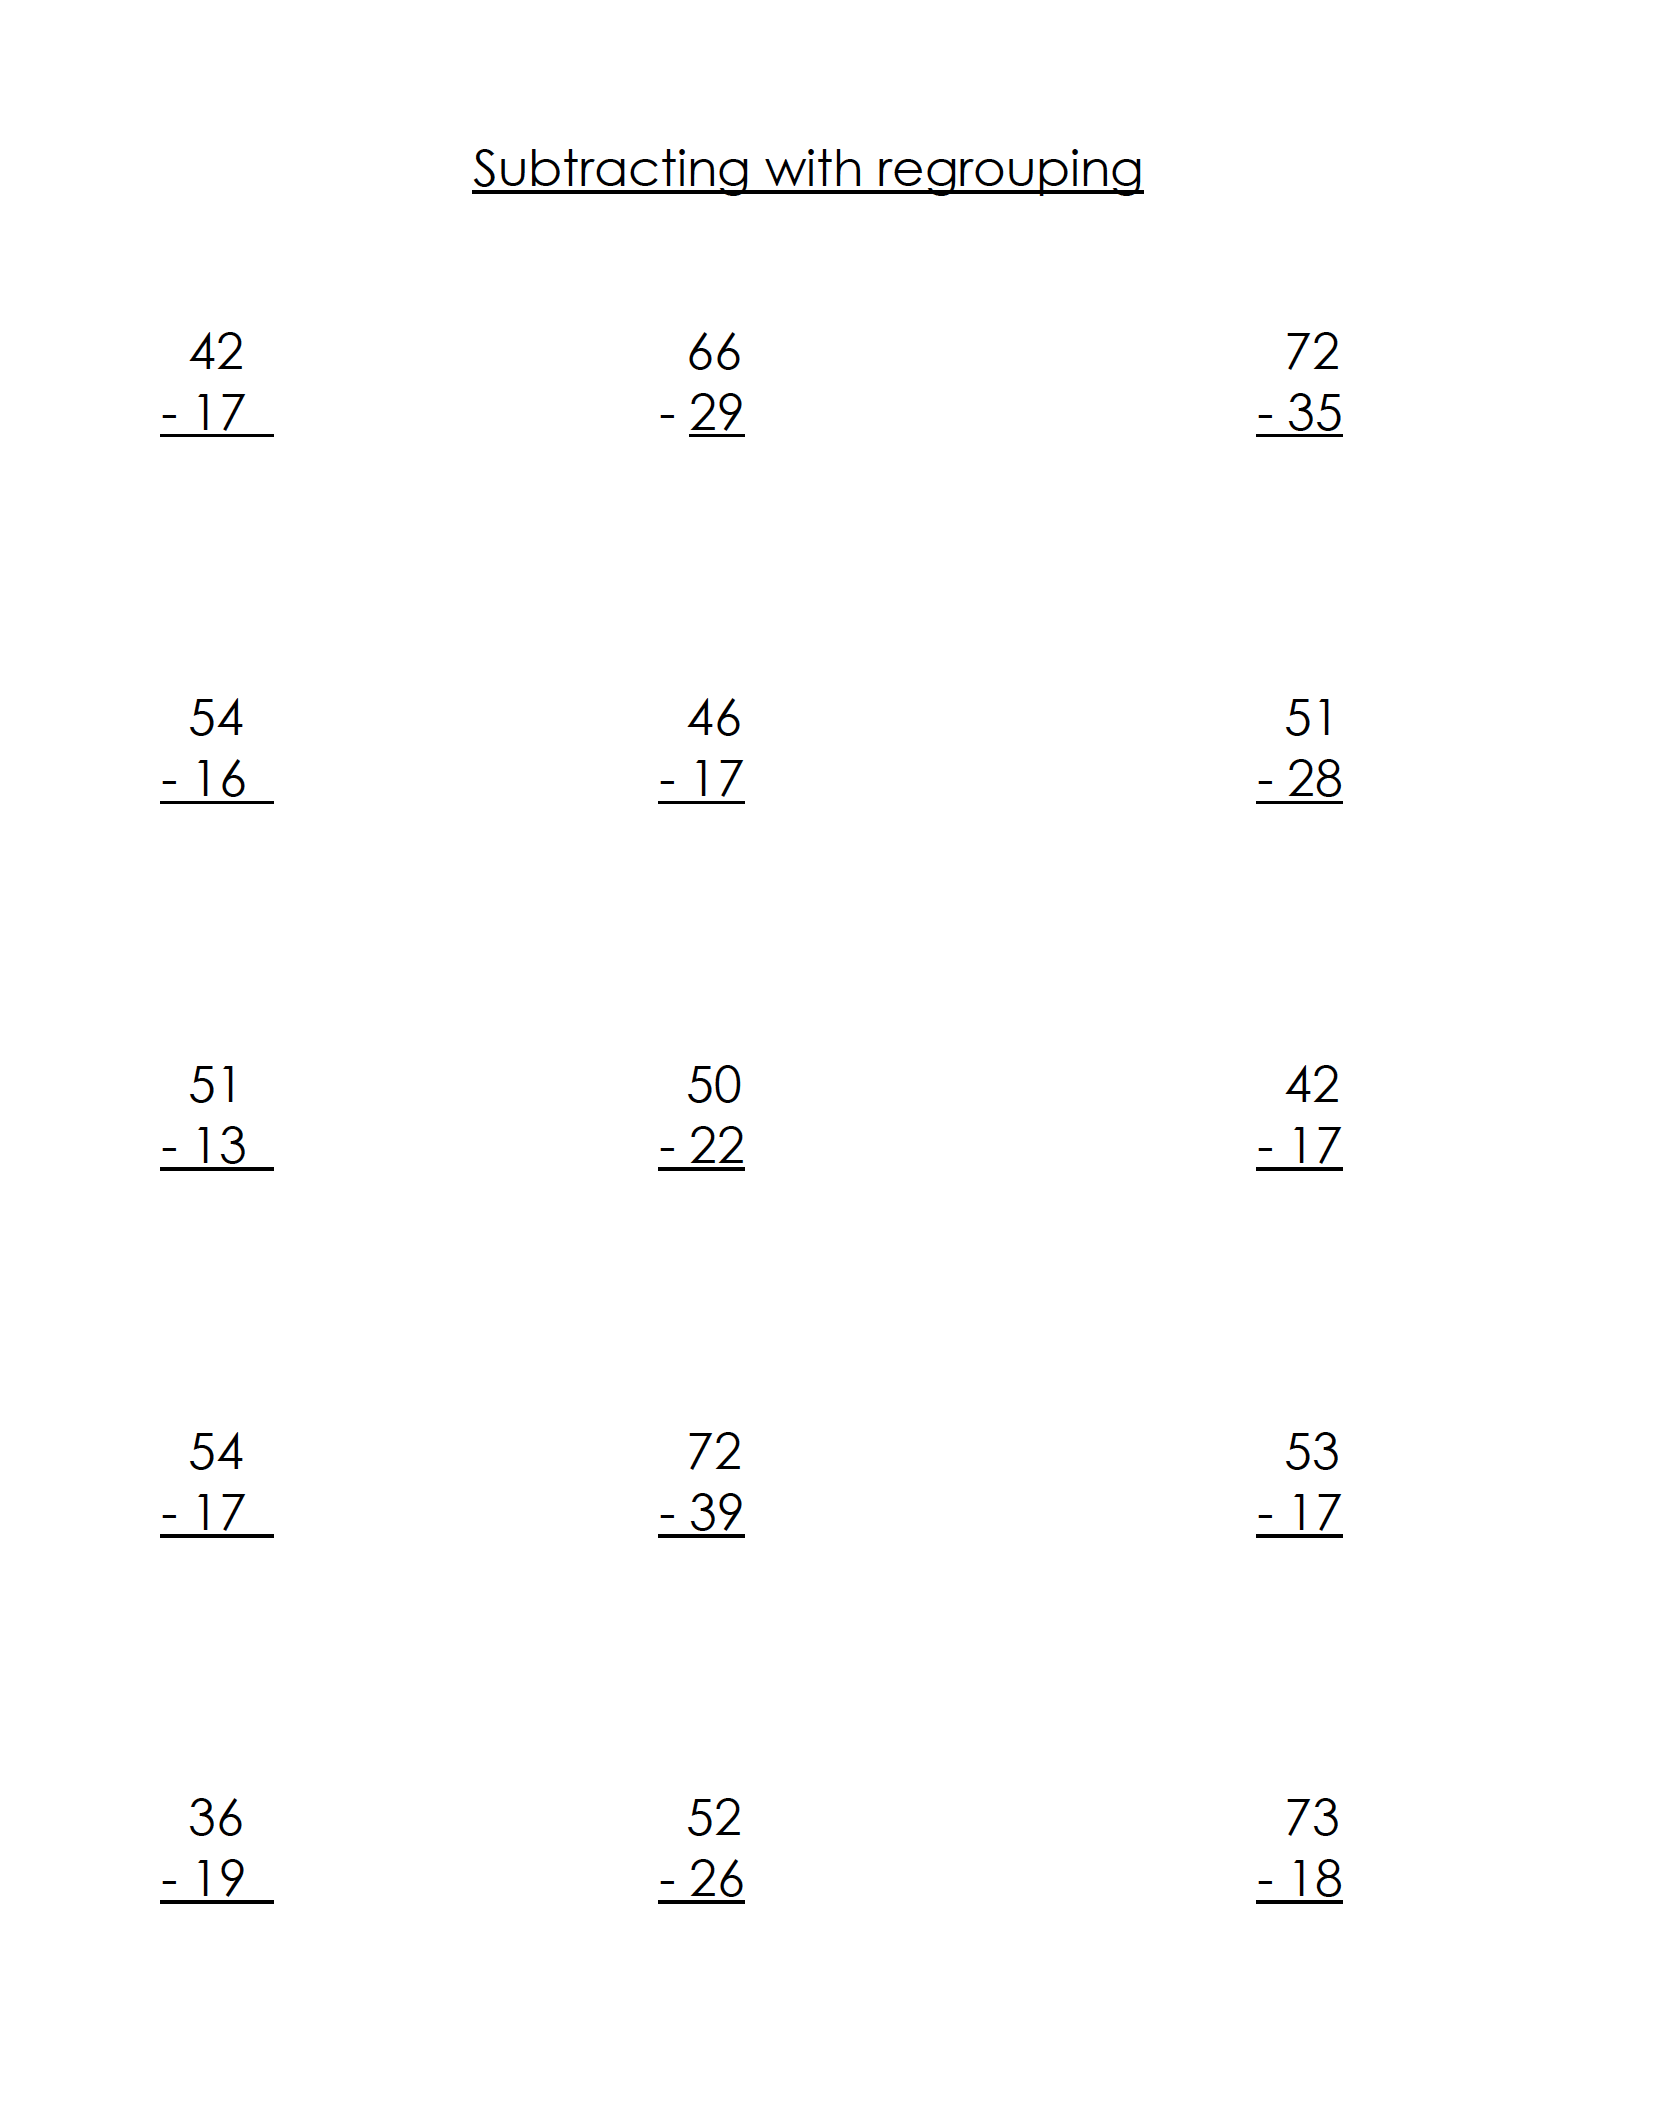 Subtracting with regrouping
42 66 72
- 17 - 29 - 35
54 46 51
- 16 - 17 - 28
51 50 42
- 13 - 22 - 17
54 72 53
- 17 - 39 - 17
36 52 73
- 19 - 26 - 18